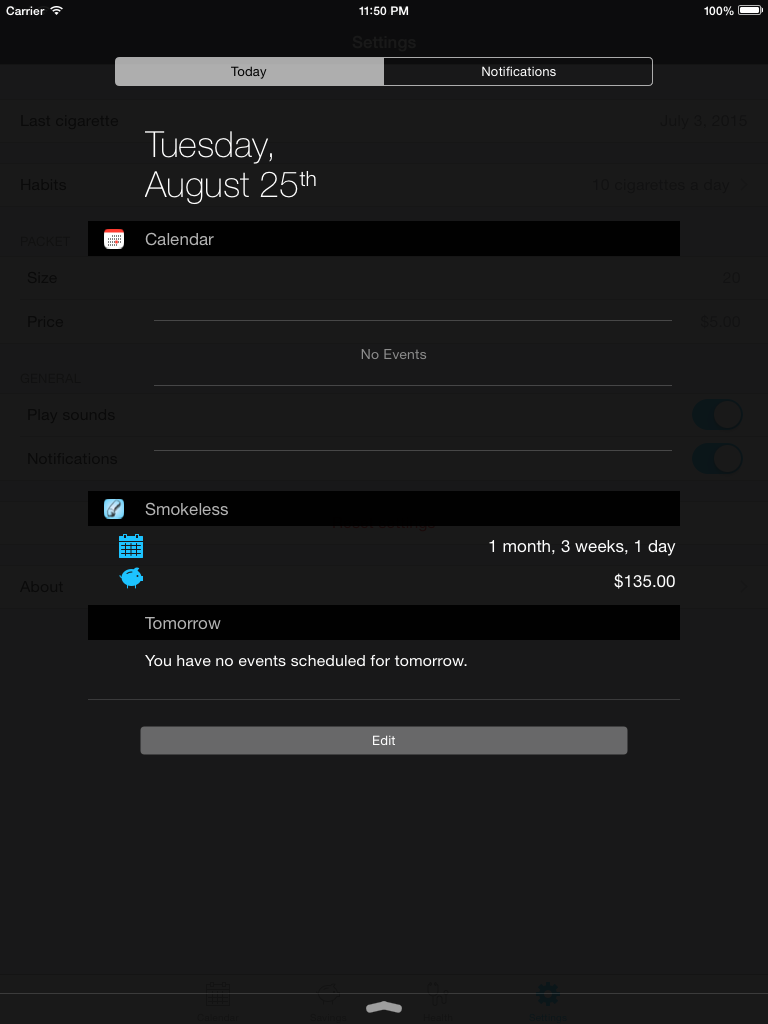 Carrier 11:50 PM 100%
Settings
Today Notifications
Last cigarette July 3, 2015
Tuesday,
August 25th
Habits 10 cigarettes a day
PACKET
Calendar
Size 20
Price $5.00
No Events
GENERAL
Play sounds
Notifications
Smokeless
1 month, 3 weeks, 1 day
About
$135.00
Tomorrow
You have no events scheduled for tomorrow.
Edit